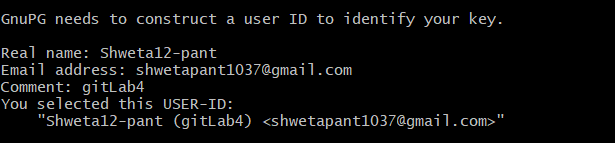 GnuPG needs to construct a user ID to identify your key.
Real name: Shweta12-pant
Email address: shwetapant1037@gmail.com
Comment: gitLab4
You selected this USER-ID:
"Shweta12-pant (gitLab4) <shwetapant1037@gmail.com>"